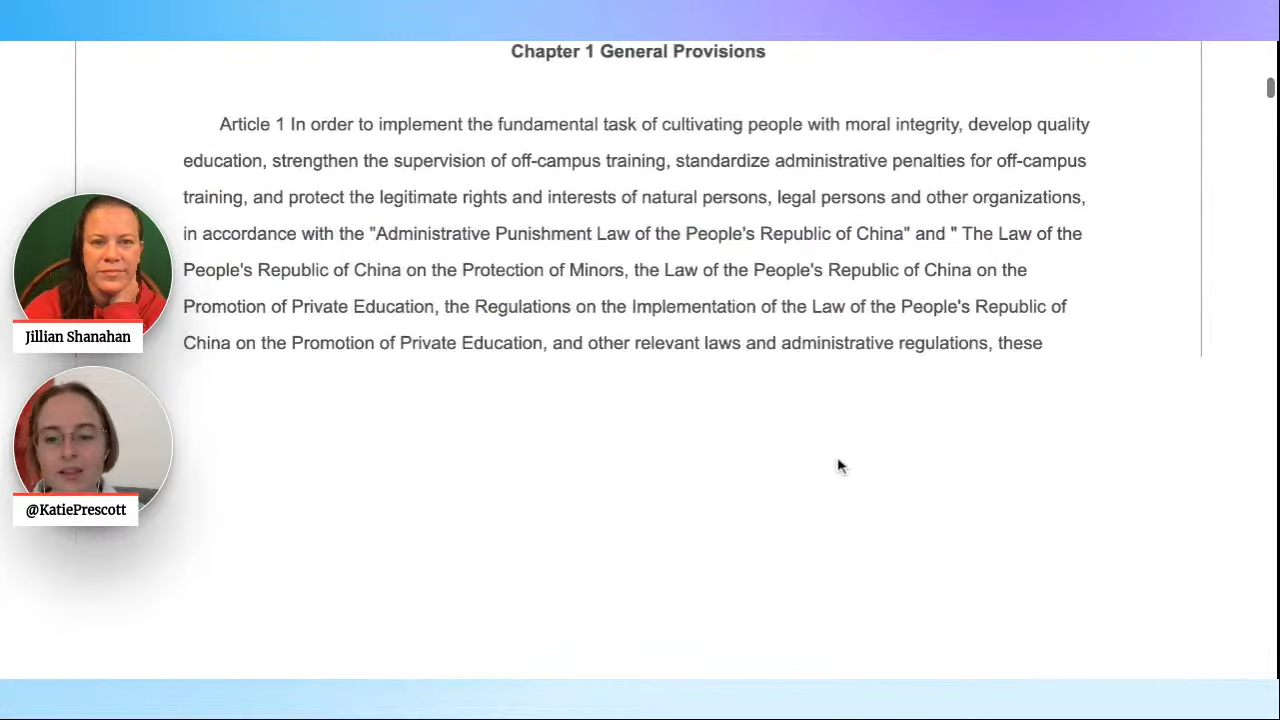 Chapter 1 General Provisions
Article 1 In order to implement the fundamental task of cultivating people with moral integrity, develop quality
education, strengthen the supervision of off-campus training, standardize administrative penalties for off-campus
training, and protect the legitimate rights and interests of natural persons, legal persons and other organizations,
in accordance with the "Administrative Punishment Law of the People's Republic of China" and " The Law of the
People's Republic of China on the Protection of Minors, the Law of the People's Republic of China on the
Promotion of Private Education, the Regulations on the Implementation of the Law of the People's Republic of
China on the Promotion of Private Education, and other relevant laws and administrative regulations, these
Jillian Shanahan
@KatiePrescott